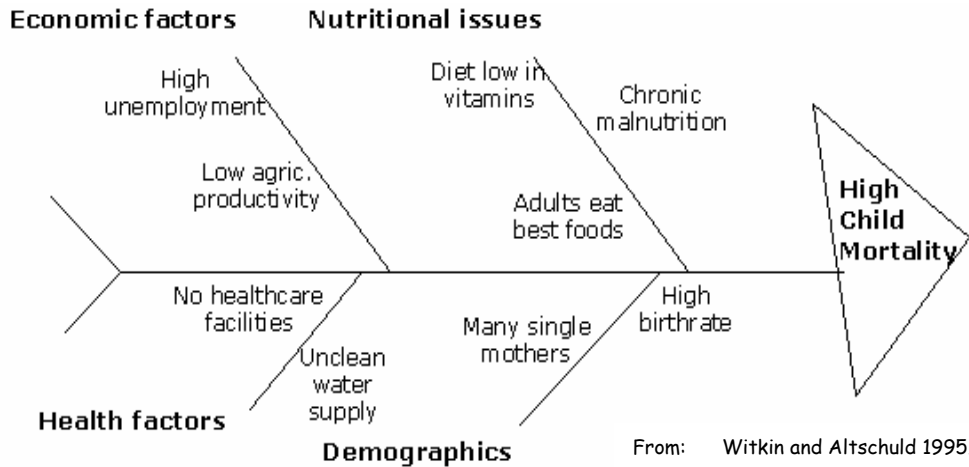 Economic factors
Nutritional issues
High
unemployment
Low agric.
productivity
Diet low in
vitamins
Chronic
malnutrition
Adults eat
best foods
High
Child
Mortality
No healthcare
facilities
Unclean
water
supply
Many single
mothers
High
birthrate
Health factors
Demographics
From: Witkin and Altschuld 1995